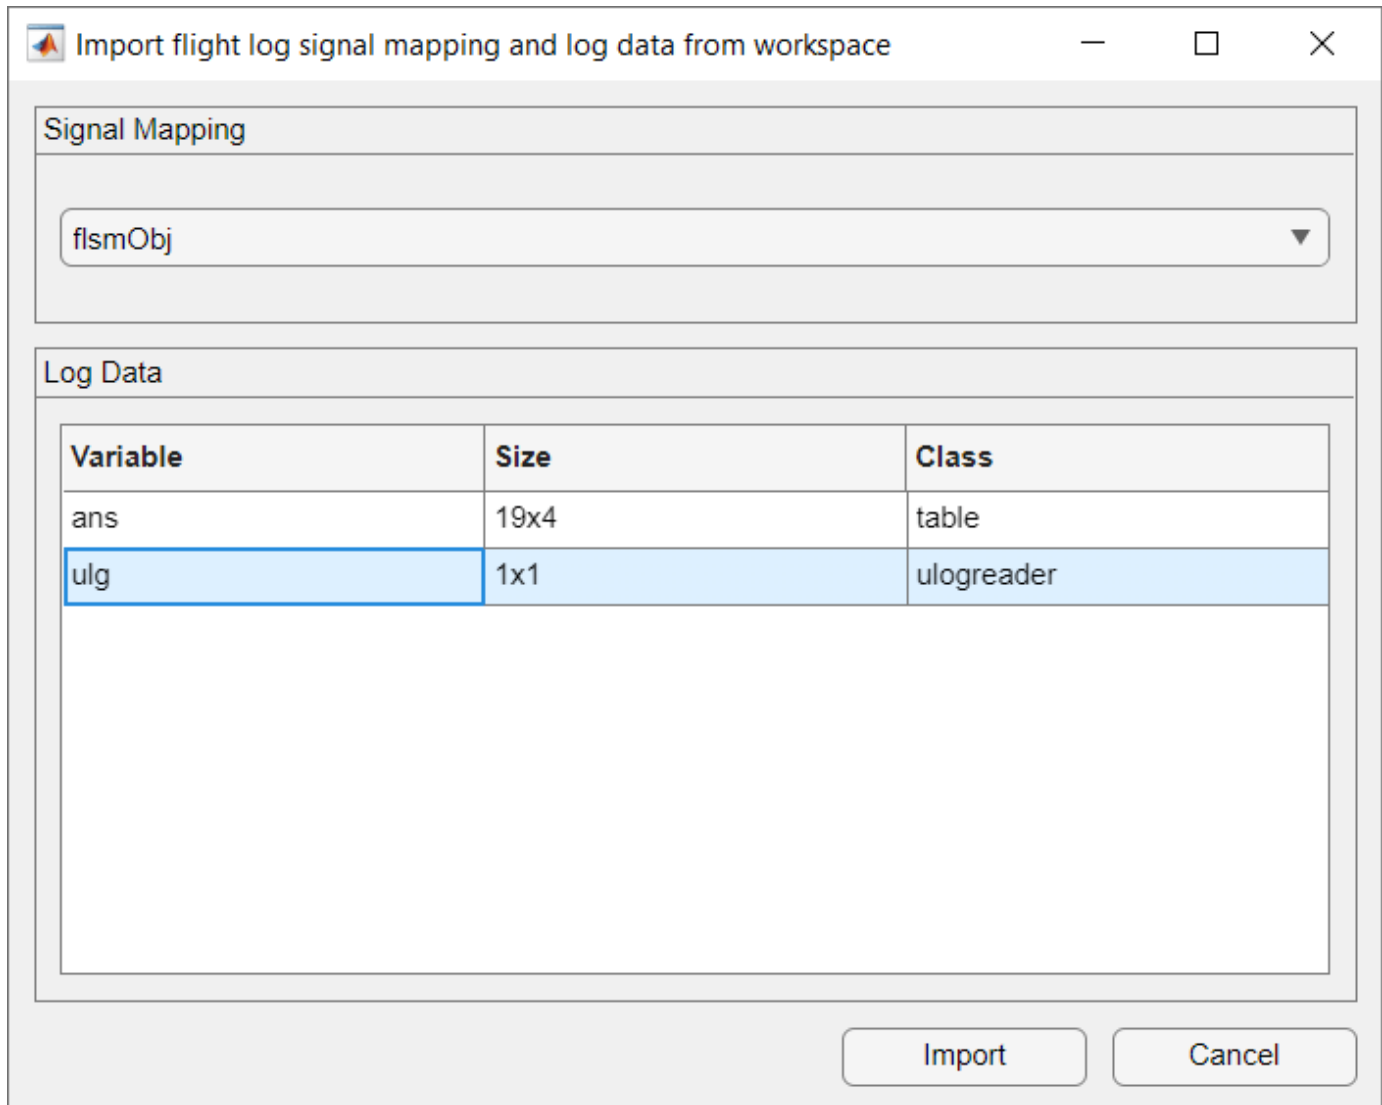 Import flight log signal mapping and log data from workspace
Signal Mapping
flsmObj
Log Data
Variable Size Class
ans 19x4 table
ulg 1x1 ulogreader
Import Cancel